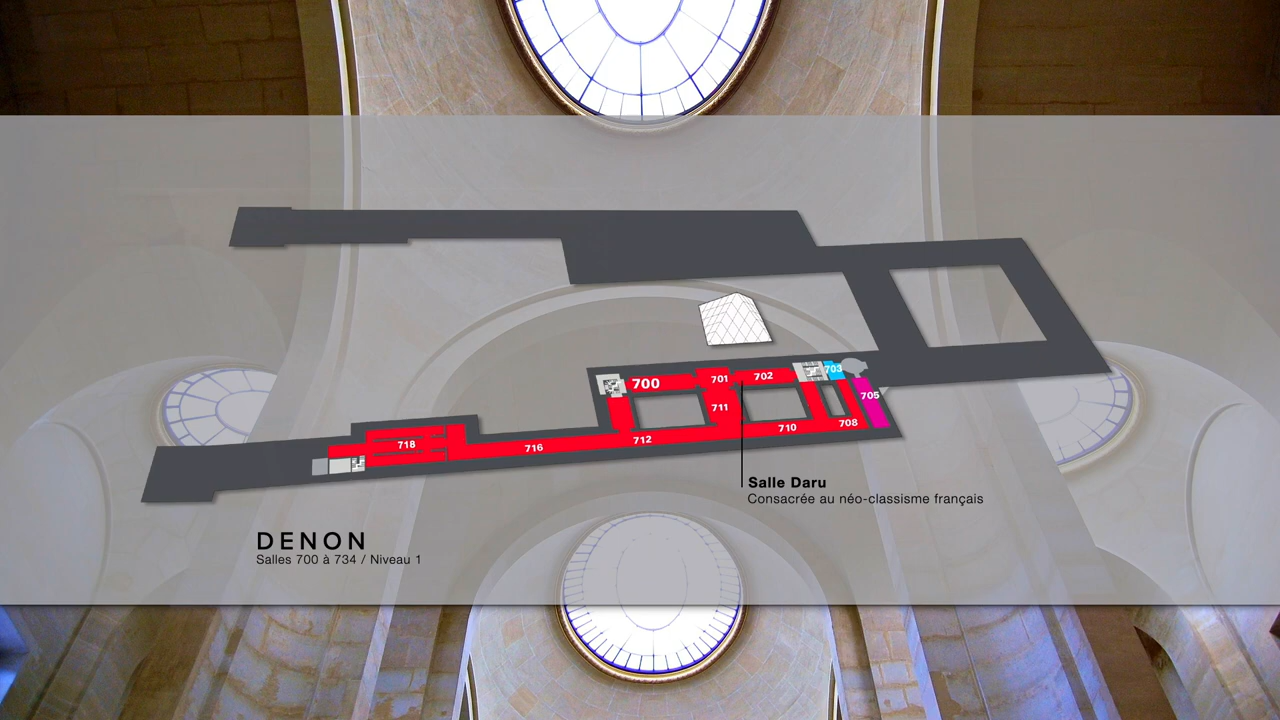 700
701
702
703
705
711
708
710
712
716
718
Salle Daru
Consacrée au néo-classisme français
DENON
Salles 700 à 734 / Niveau 1